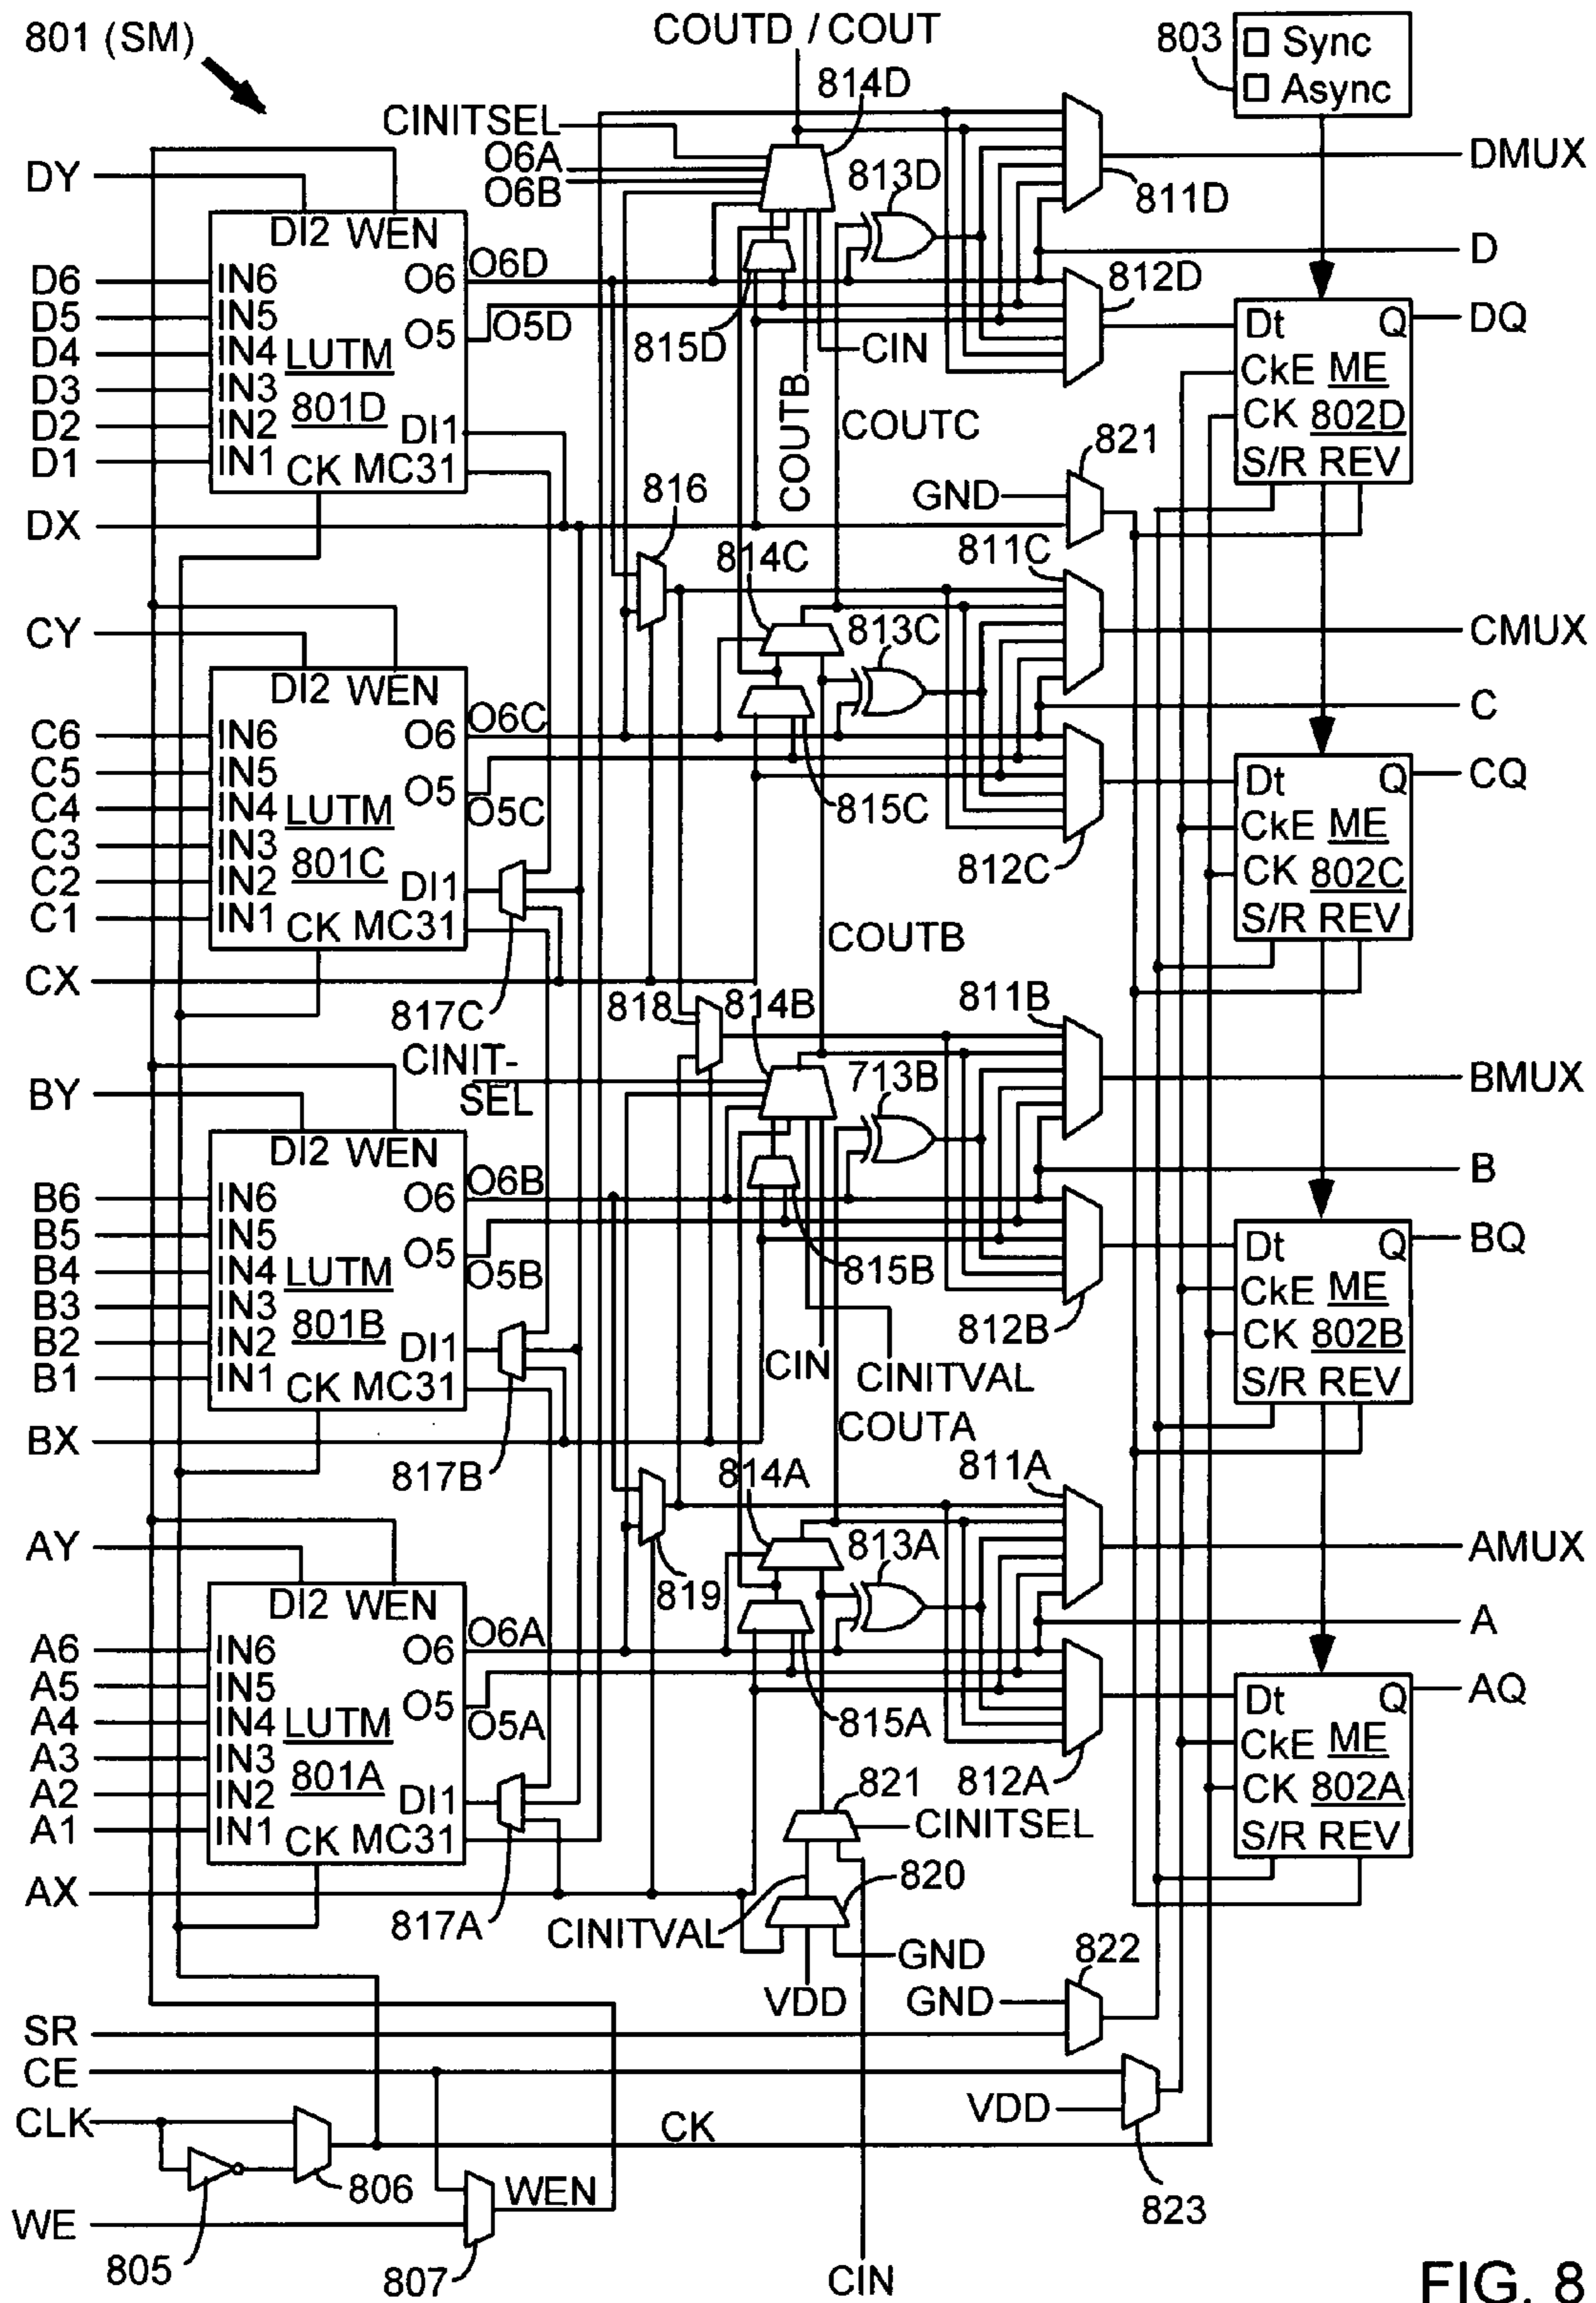 801 (SM)
COUTD / COUT
803
Sync
Async
814D
CINITSEL
O6A
O6B
813D
DMUX
811D
DY
DI2 WEN
D
D6 IN6 O6 O6D
D5 IN5
O5 O5D
D4 IN4 LUTM
D3 IN3 801D
D2 IN2 DI1
D1 IN1 CK MC31
815D
CIN
812D
COUTB
COUTC
Dt Q DQ
CkE ME
CK 802D
S/R REV
821
GND
816
DX
814C
811C
CY
813C
CMUX
DI2 WEN
C
C6 IN6 O6 O6C
C5 IN5
O5 O5C
C4 IN4 LUTM
C3 IN3 801C
C2 IN2 DI1
C1 IN1 CK MC31
815C
812C
Dt Q CQ
CkE ME
CK 802C
S/R REV
COUTB
CX
817C
818
814B
811B
CINIT-
SEL
713B
BMUX
BY
DI2 WEN
B
B6 IN6 O6 O6B
B5 IN5
O5 O5B
B4 IN4 LUTM
B3 IN3 801B
B2 IN2 DI1
B1 IN1 CK MC31
815B
812B
Dt Q BQ
CkE ME
CK 802B
S/R REV
CIN
CINITVAL
COUTA
BX
817B
814A
811A
AY
813A
AMUX
819
DI2 WEN
A
A6 IN6 O6 O6A
A5 IN5
O5 O5A
A4 IN4 LUTM
A3 IN3 801A
A2 IN2 DI1
A1 IN1 CK MC31
815A
812A
Dt Q AQ
CkE ME
CK 802A
S/R REV
821
CINITSEL
820
AX
817A
CINITVAL
GND
VDD
822
GND
SR
CE
VDD
CLK
CK
806
WEN
823
WE
805
807
CIN
FIG. 8